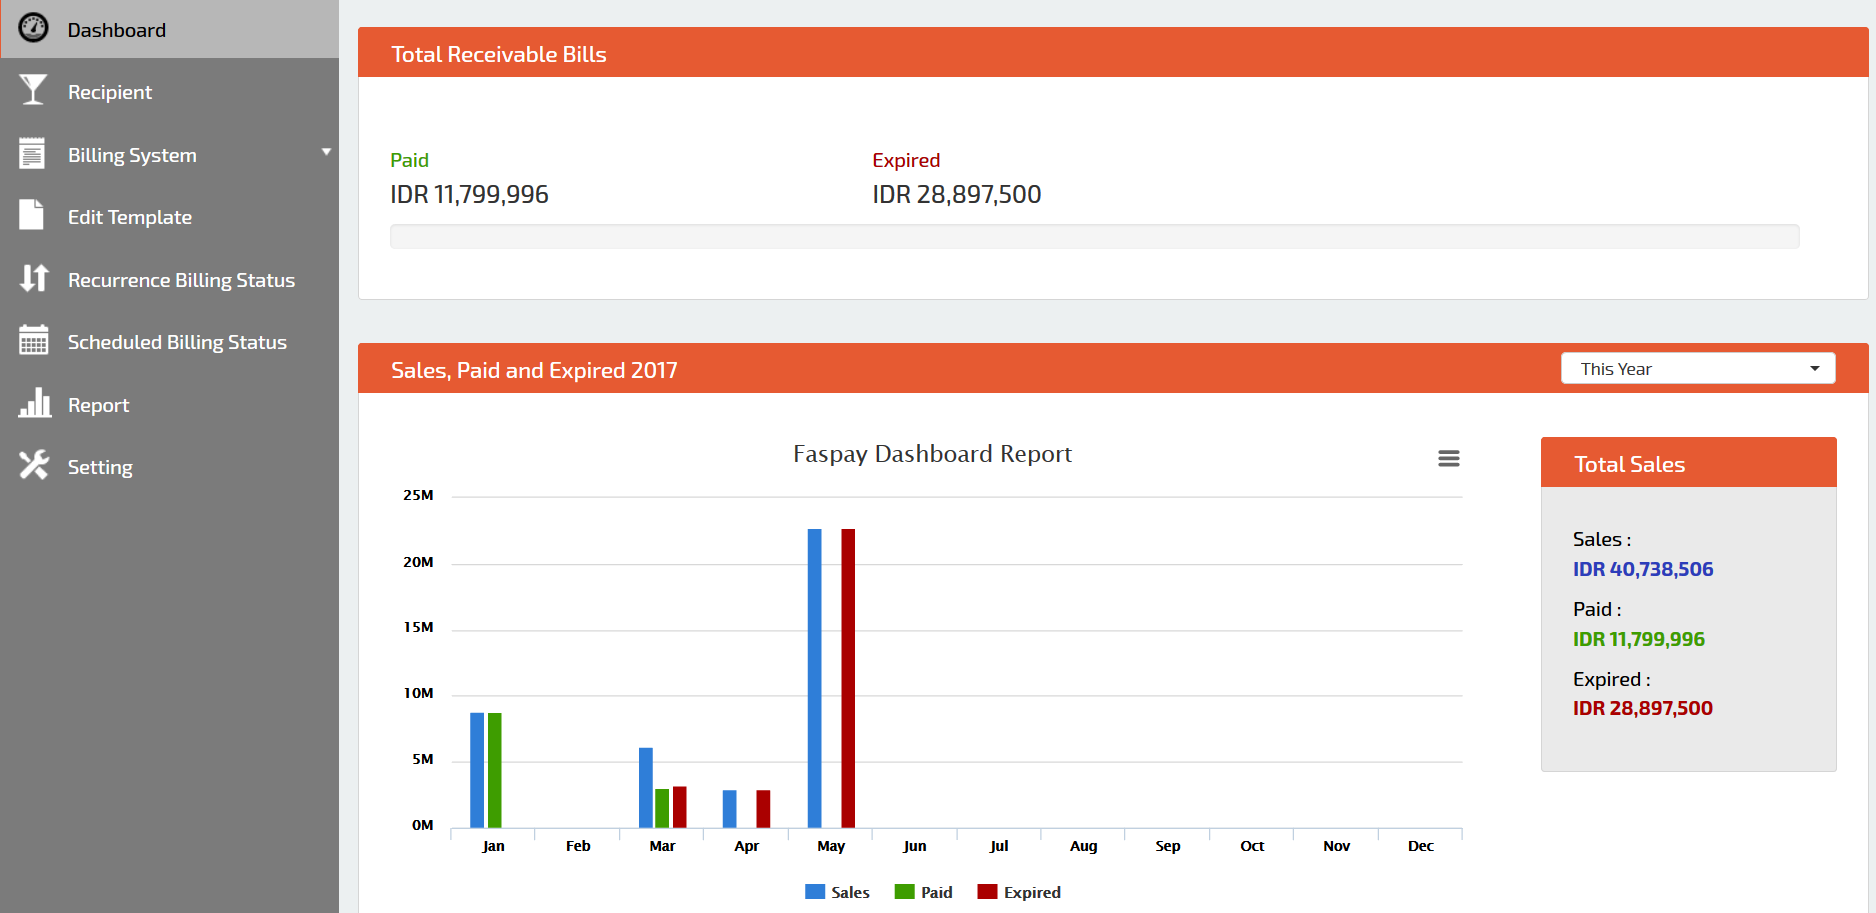 Dashboard
Recipient
Billing System
Edit Template
Recurrence Billing Status
Scheduled Billing Status
Report
Setting
Total Receivable Bills
Paid
Expired
IDR 11,799,996
IDR 28,897,500
Sales, Paid and Expired 2017
This Year
Faspay Dashboard Report
25M
20M
15M
10M
5M
0M
Jan Feb Mar Apr May Jun Jul Aug Sep Oct Nov Dec
Sales Paid Expired
Total Sales
Sales :
IDR 40,738,506
Paid :
IDR 11,799,996
Expired :
IDR 28,897,500